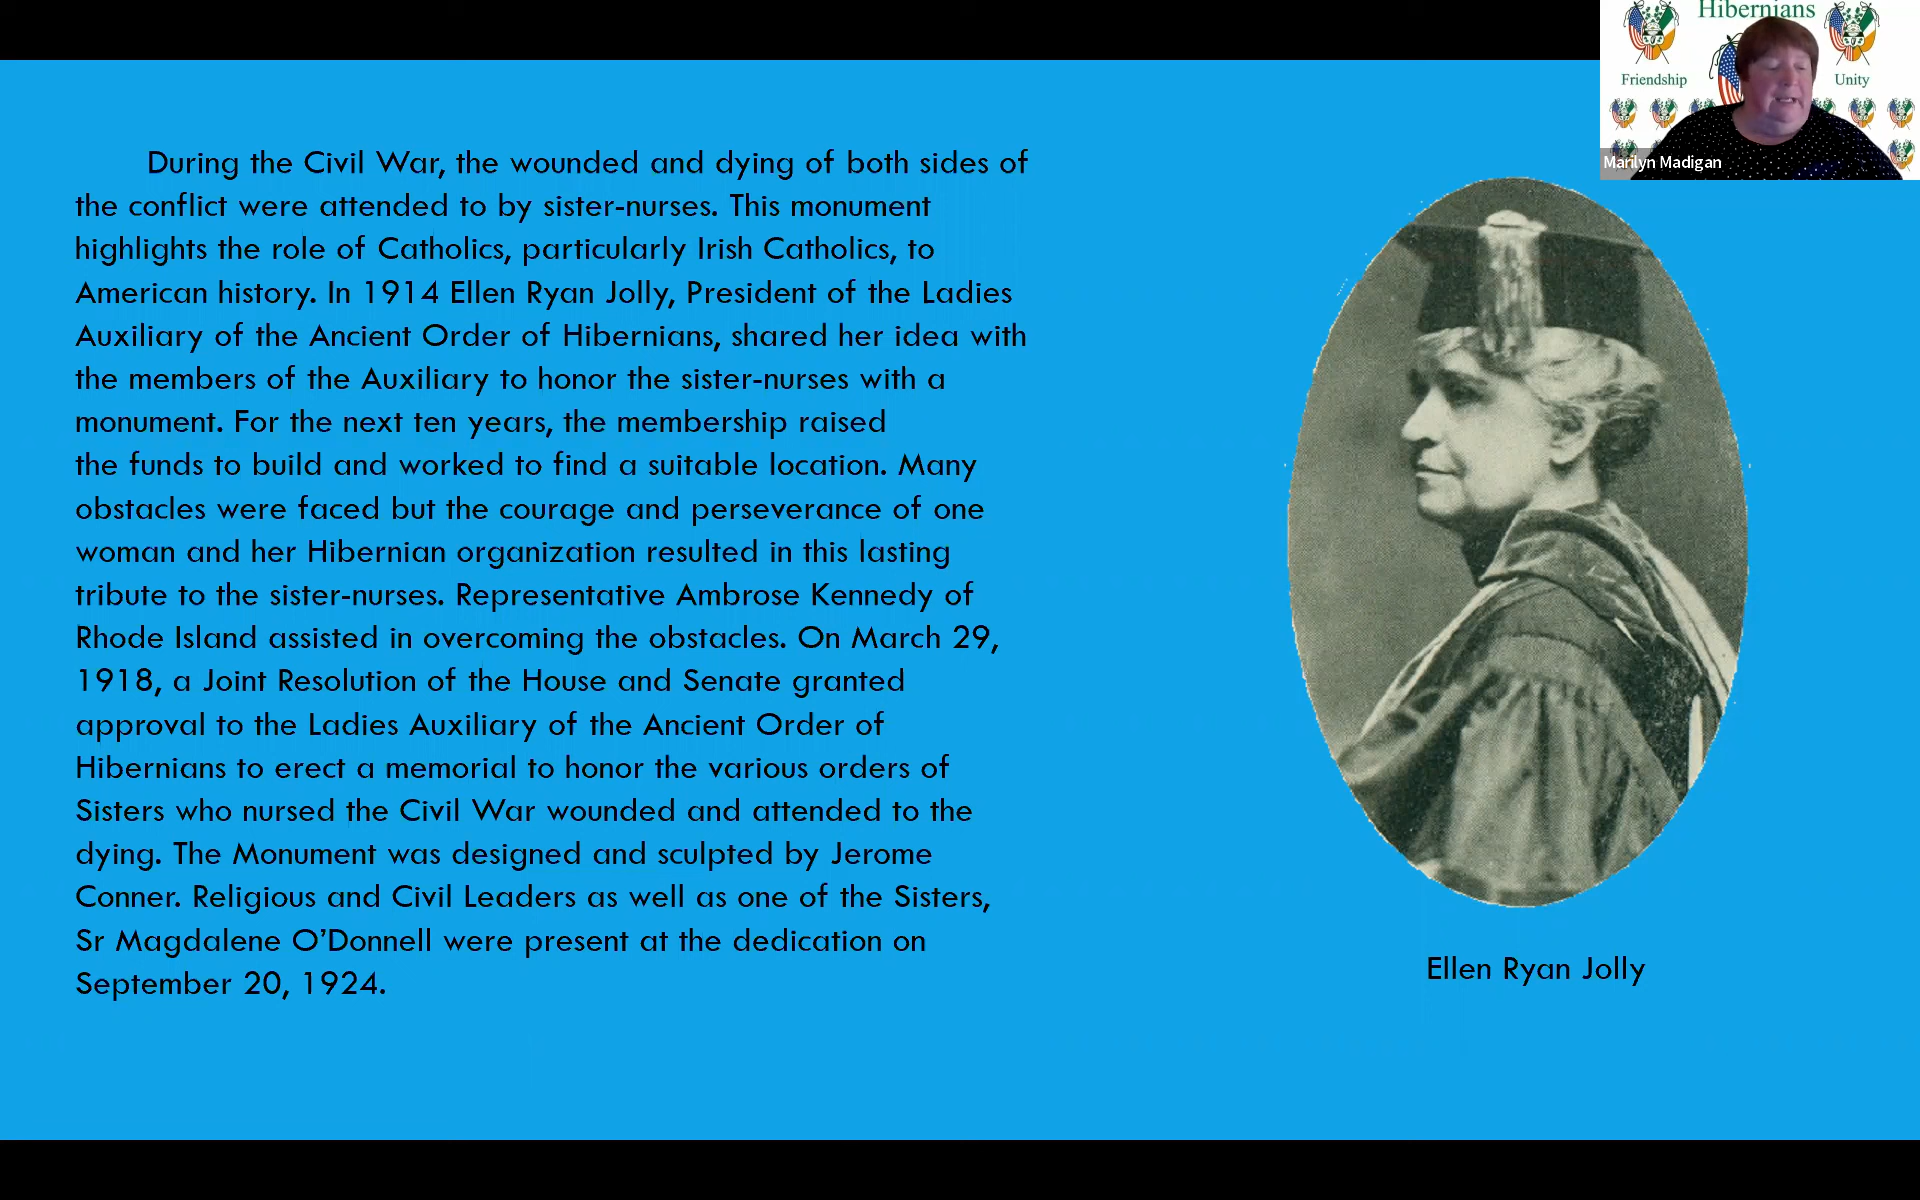 Hibernians
Friendship
Unity
Marilyn Madigan
During the Civil War, the wounded and dying of both sides of
the conflict were attended to by sister-nurses. This monument
highlights the role of Catholics, particularly Irish Catholics, to
American history. In 1914 Ellen Ryan Jolly, President of the Ladies
Auxiliary of the Ancient Order of Hibernians, shared her idea with
the members of the Auxiliary to honor the sister-nurses with a
monument. For the next ten years, the membership raised
the funds to build and worked to find a suitable location. Many
obstacles were faced but the courage and perseverance of one
woman and her Hibernian organization resulted in this lasting
tribute to the sister-nurses. Representative Ambrose Kennedy of
Rhode Island assisted in overcoming the obstacles. On March 29,
1918, a Joint Resolution of the House and Senate granted
approval to the Ladies Auxiliary of the Ancient Order of
Hibernians to erect a memorial to honor the various orders of
Sisters who nursed the Civil War wounded and attended to the
dying. The Monument was designed and sculpted by Jerome
Conner. Religious and Civil Leaders as well as one of the Sisters,
Sr Magdalene O'Donnell were present at the dedication on
September 20, 1924.
Ellen Ryan Jolly